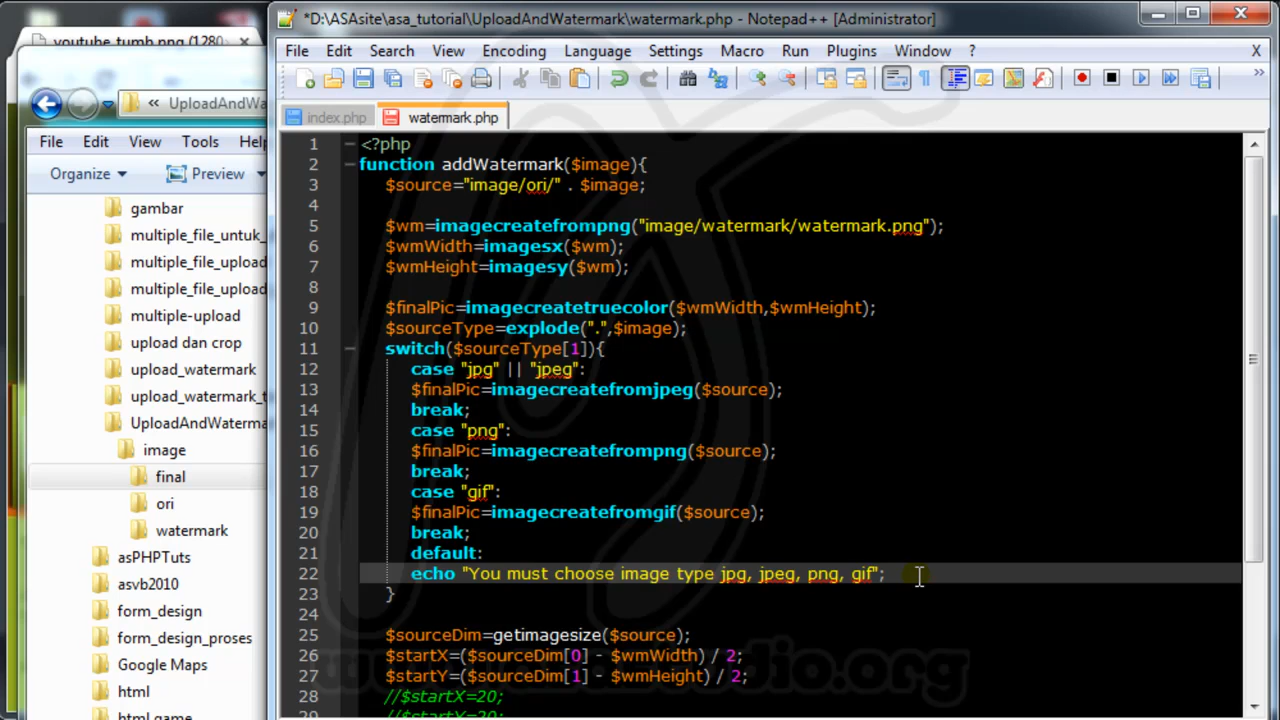 *D:\ASAsite\asa_tutorial\UploadAndWatermark\watermark.php - Notepad++ [Administrator]
youtube_tumb.png (1280
File Edit Search View Encoding Language Settings Macro Run Plugins Window ? X
UploadAndWa
File Edit View Tools Help
Organize Preview
index.php watermark.php
gambar
multiple_file_untuk_
multiple_file_upload
multiple_file_upload
multiple-upload
upload dan crop
upload_watermark
upload_watermark_t
UploadAndWaterma
image
final
ori
watermark
asPHPTuts
asvb2010
form_design
form_design_proses
Google Maps
html
html game
1 <?php
2 function addWatermark($image){
3 $source="image/ori/" . $image;
4
5 $wm=imagecreatefrompng("image/watermark/watermark.png");
6 $wmWidth=imagesx($wm);
7 $wmHeight=imagesy($wm);
8
9 $finalPic=imagecreatetruecolor($wmWidth,$wmHeight);
10 $sourceType=explode(".",$image);
11 switch($sourceType[1]){
12 case "jpg" || "jpeg":
13 $finalPic=imagecreatefromjpeg($source);
14 break;
15 case "png":
16 $finalPic=imagecreatefrompng($source);
17 break;
18 case "gif":
19 $finalPic=imagecreatefromgif($source);
20 break;
21 default:
22 echo "You must choose image type jpg, jpeg, png, gif";
23 }
24
25 $sourceDim=getimagesize($source);
26 $startX=($sourceDim[0] - $wmWidth) / 2;
27 $startY=($sourceDim[1] - $wmHeight) / 2;
28 //$startX=20;
29 //$startY=20;